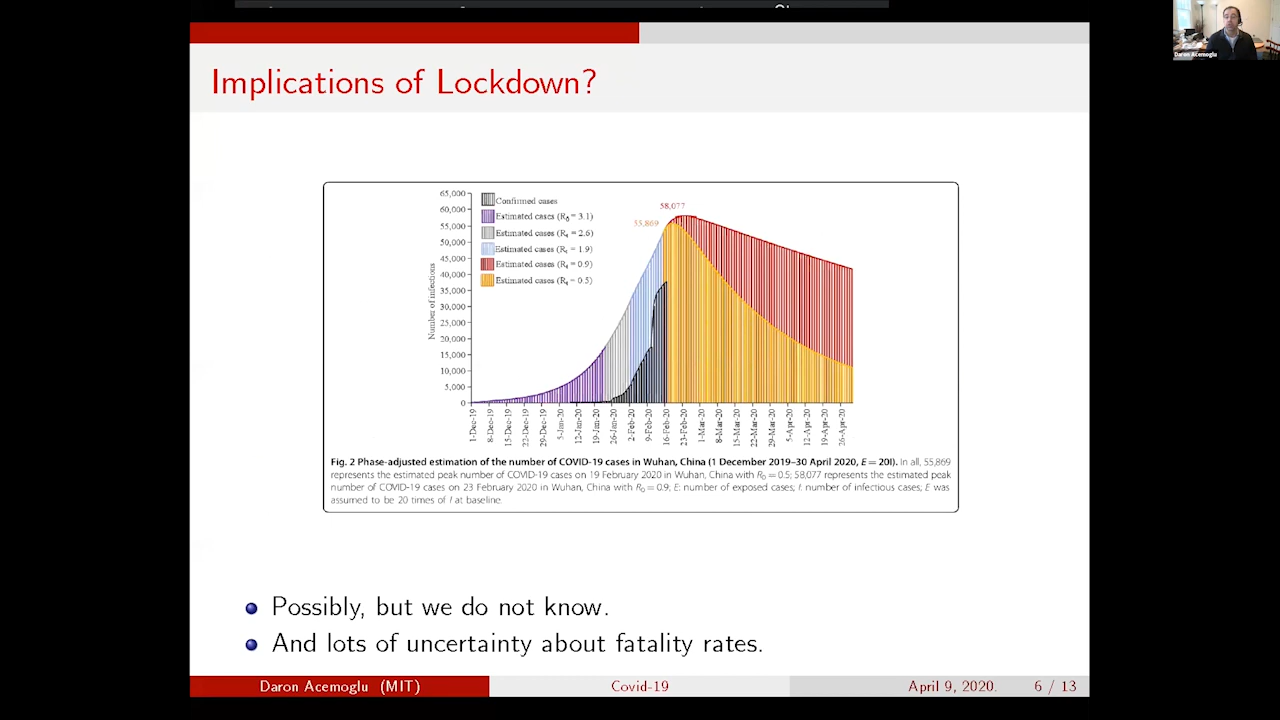 Daron Acemoglu
Implications of Lockdown?
65,000
60,000
55,000
50,000
45,000
40,000
35,000
30,000
25,000
20,000
15,000
10,000
5,000
0
Number of infections
Confirmed cases
Estimated cases (R₀ = 3.1)
Estimated cases (Rₜ = 2.6)
Estimated cases (Rₜ = 1.9)
Estimated cases (Rₜ = 0.9)
Estimated cases (Rₜ = 0.5)
55,869
58,077
1-Dec-19
8-Dec-19
15-Dec-19
22-Dec-19
29-Dec-19
5-Jan-20
12-Jan-20
19-Jan-20
26-Jan-20
2-Feb-20
9-Feb-20
16-Feb-20
23-Feb-20
1-Mar-20
8-Mar-20
15-Mar-20
22-Mar-20
29-Mar-20
5-Apr-20
12-Apr-20
19-Apr-20
26-Apr-20
Fig. 2 Phase-adjusted estimation of the number of COVID-19 cases in Wuhan, China (1 December 2019–30 April 2020, E = 20I). In all, 55,869
represents the estimated peak number of COVID-19 cases on 19 February 2020 in Wuhan, China with R₀ = 0.5; 58,077 represents the estimated peak
number of COVID-19 cases on 23 February 2020 in Wuhan, China with R₀ = 0.9; E: number of exposed cases; I: number of infectious cases; E was
assumed to be 20 times of I at baseline.
Possibly, but we do not know.
And lots of uncertainty about fatality rates.
Daron Acemoglu (MIT) Covid-19 April 9, 2020. 6 / 13